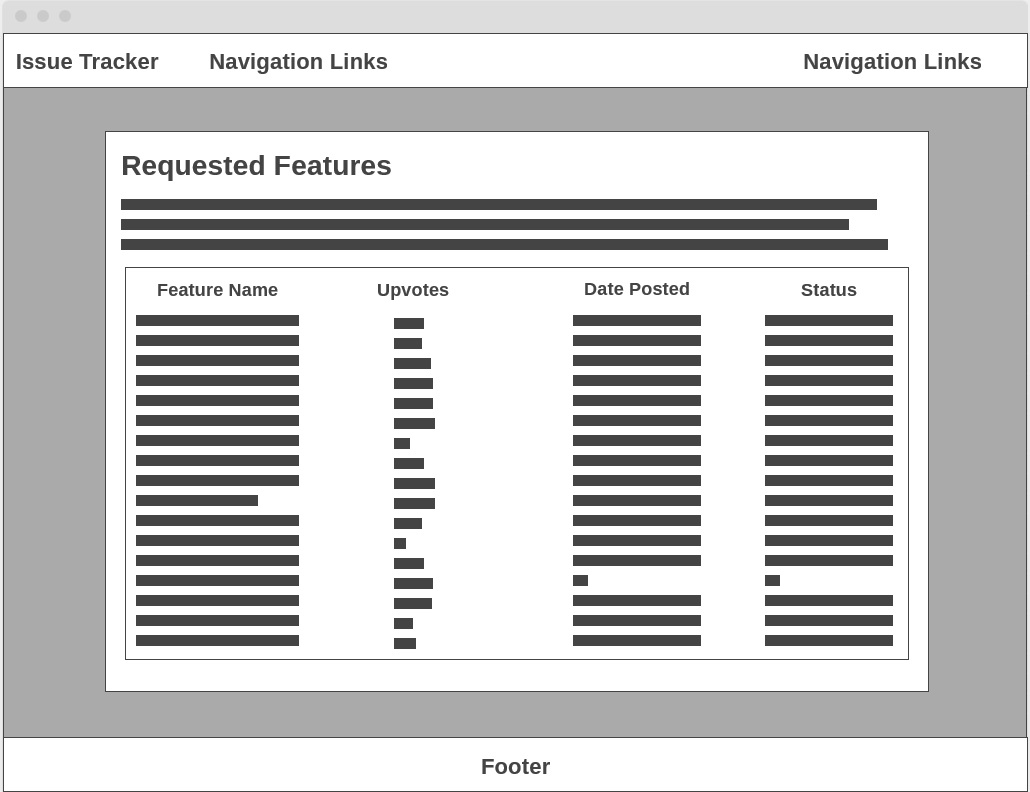 Issue Tracker Navigation Links Navigation Links
Requested Features
Feature Name Upvotes Date Posted Status
Footer